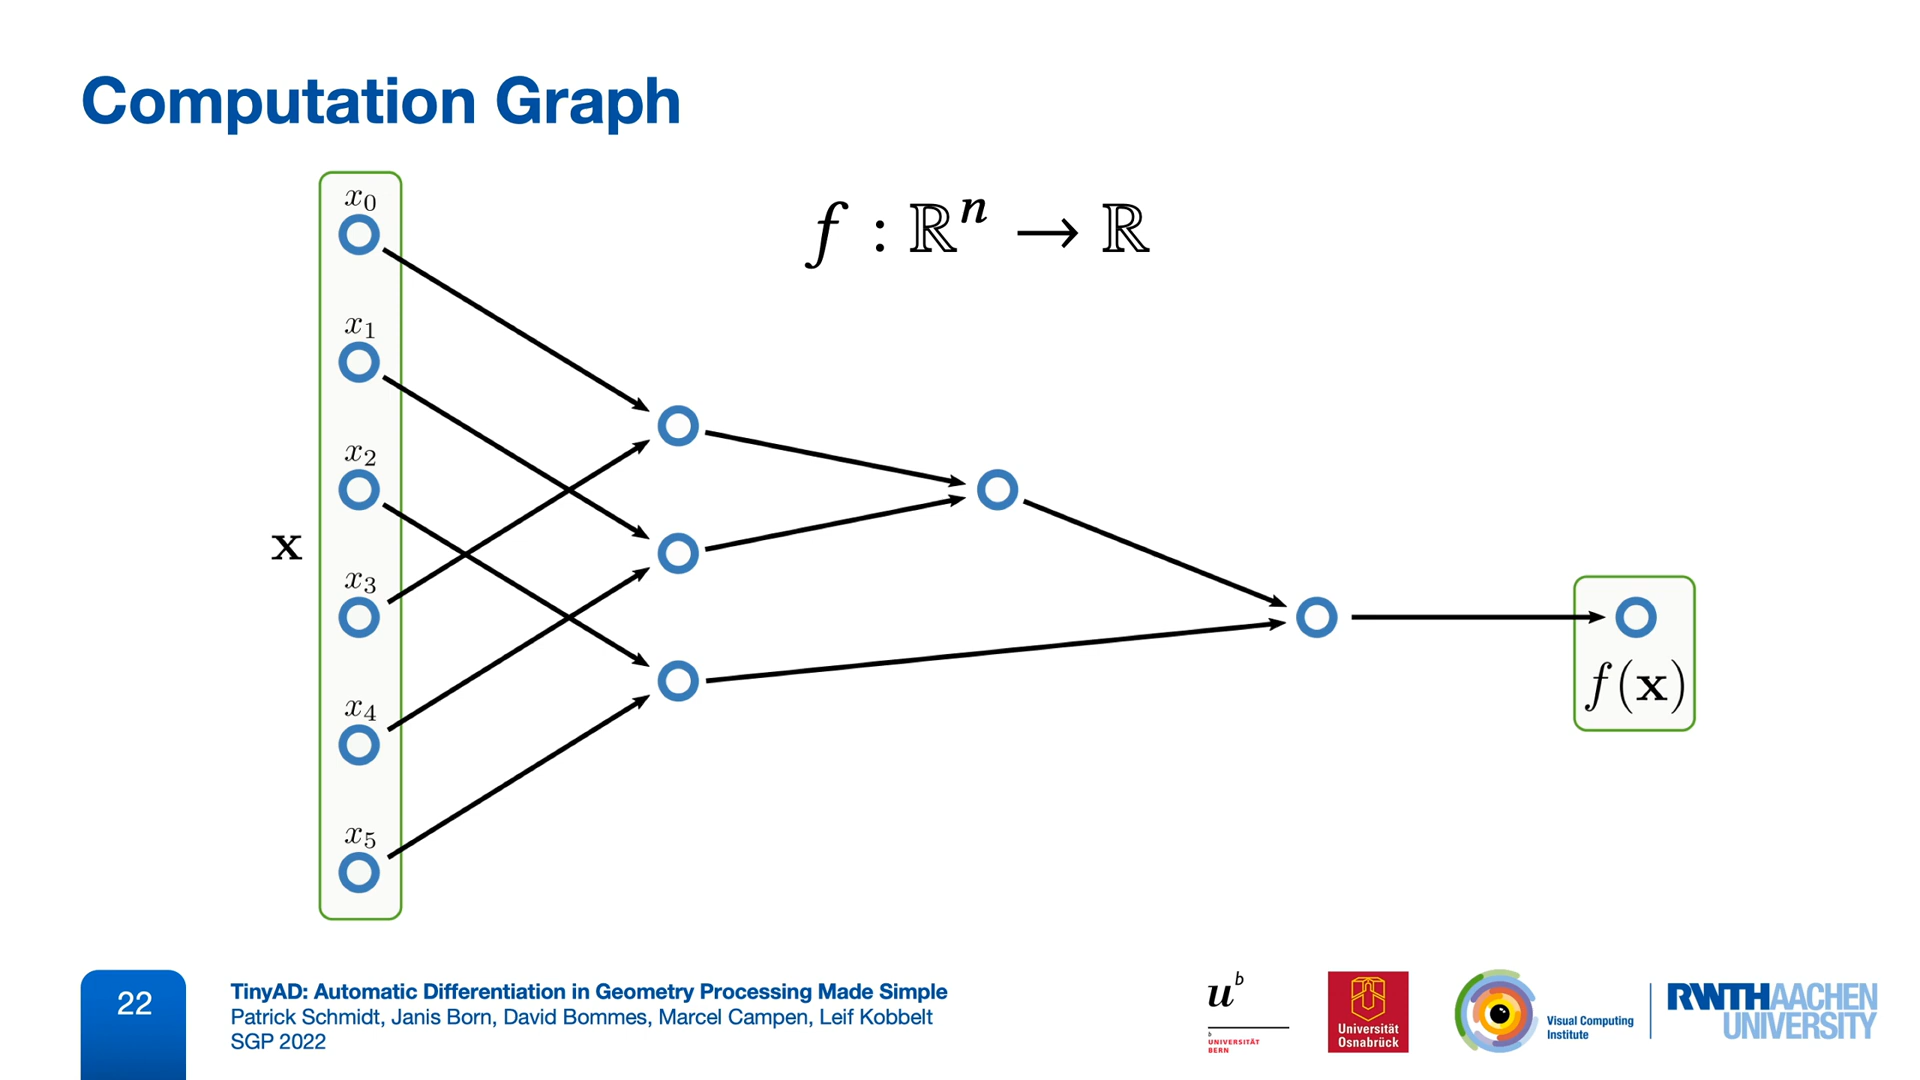 Computation Graph
f : ℝⁿ → ℝ
x₀
x₁
x₂
x
x₃
x₄
x₅
f(x)
22
TinyAD: Automatic Differentiation in Geometry Processing Made Simple
Patrick Schmidt, Janis Born, David Bommes, Marcel Campen, Leif Kobbelt
SGP 2022
uᵇ
b
UNIVERSITÄT
BERN
Universität
Osnabrück
Visual Computing
Institute
RWTHAACHEN
UNIVERSITY